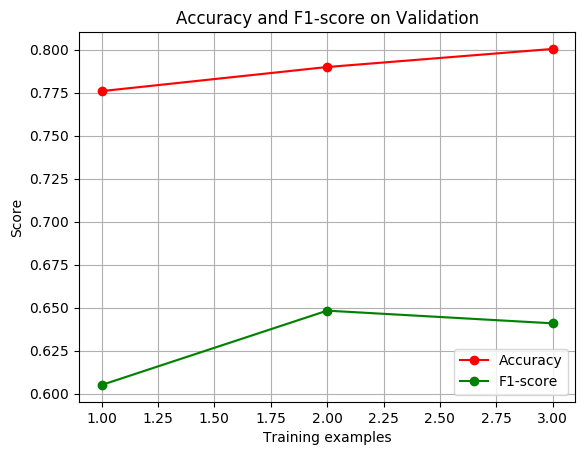 Accuracy and F1-score on Validation
0.800
0.775
0.750
0.725
0.700
0.675
0.650
0.625
0.600
Score
Accuracy
F1-score
1.00 1.25 1.50 1.75 2.00 2.25 2.50 2.75 3.00
Training examples